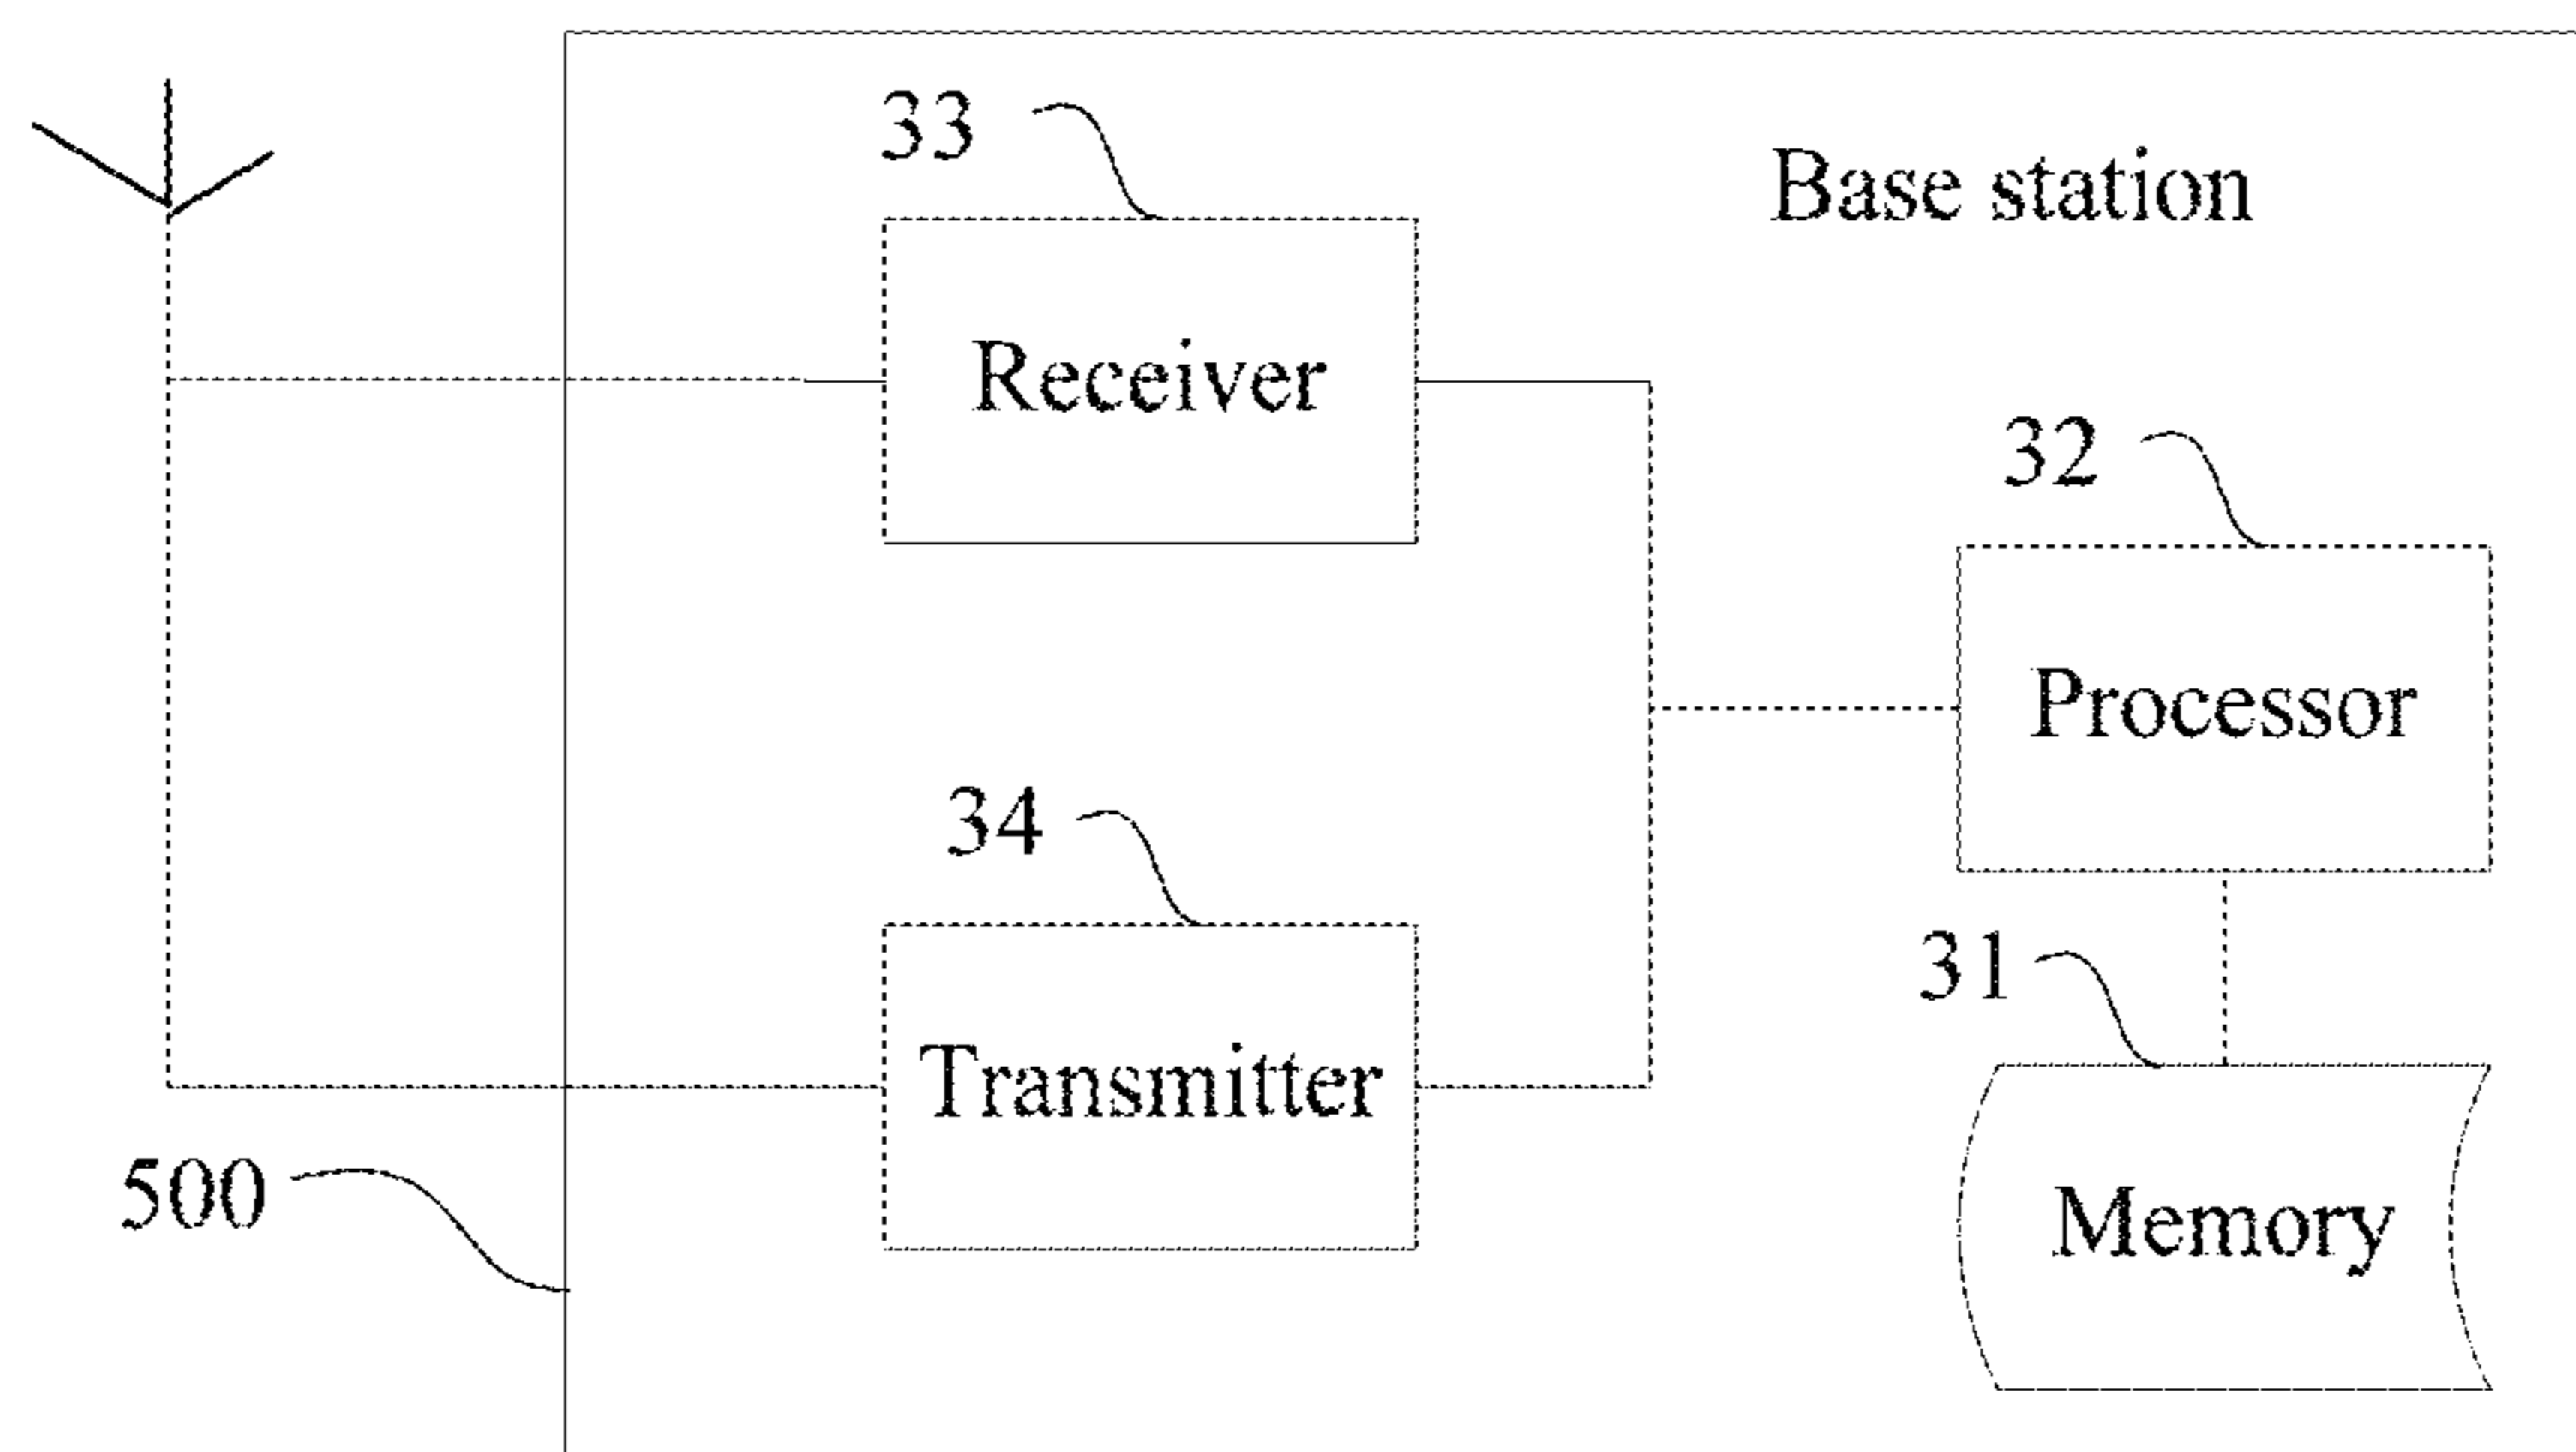 33
Base station
Receiver
32
Processor
34
31
Transmitter
500
Memory